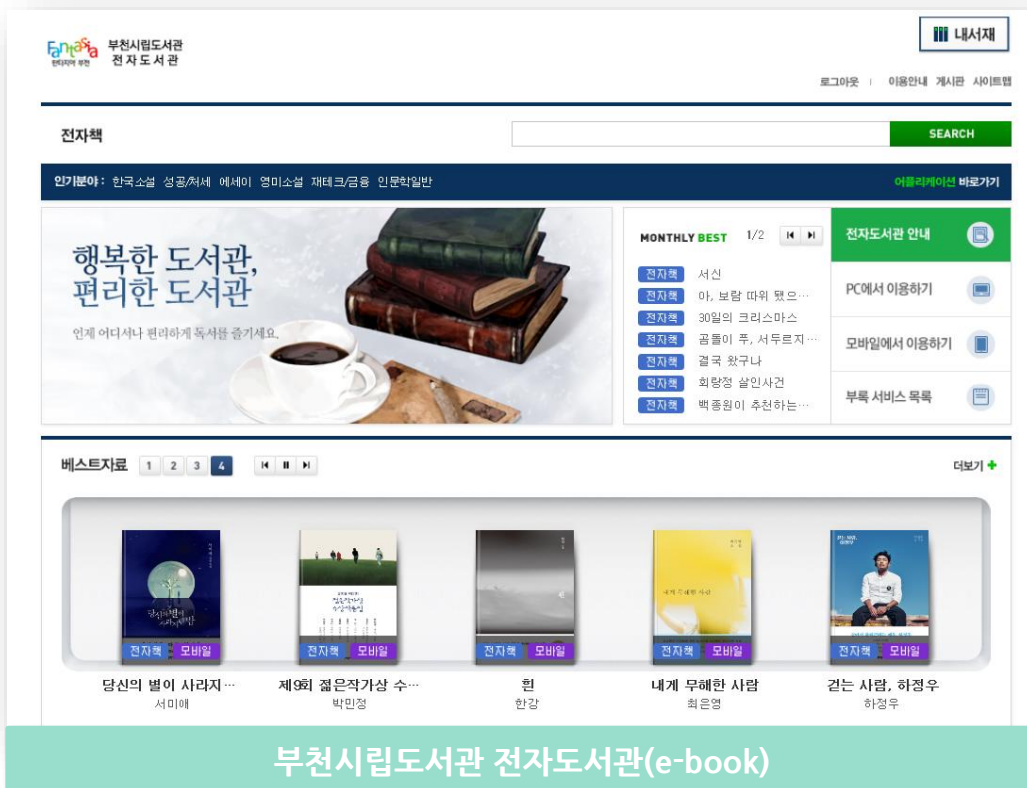 Fantasia
판타지아 부천
부천시립도서관
전자도서관
내서재
로그아웃 | 이용안내 게시판 사이트맵
전자책
SEARCH
인기분야 : 한국소설 성공/처세 에세이 영미소설 재테크/금융 인문학일반
어플리케이션 바로가기
행복한 도서관,
편리한 도서관
언제 어디서나 편리하게 독서를 즐기세요.
MONTHLY BEST 1/2
전자책 서신
전자책 아, 보람 따위 됐으…
전자책 30일의 크리스마스
전자책 곰돌이 푸, 서두르지…
전자책 결국 왔구나
전자책 회랑정 살인사건
전자책 백종원이 추천하는…
전자도서관 안내
PC에서 이용하기
모바일에서 이용하기
부록 서비스 목록
베스트자료 1 2 3 4
더보기 +
내게 무해한 사람
전자책 모바일
전자책 모바일
전자책 모바일
전자책 모바일
전자책 모바일
당신의 별이 사라지…
서미애
제9회 젊은작가상 수…
박민정
흰
한강
내게 무해한 사람
최은영
걷는 사람, 하정우
하정우
부천시립도서관 전자도서관(e-book)